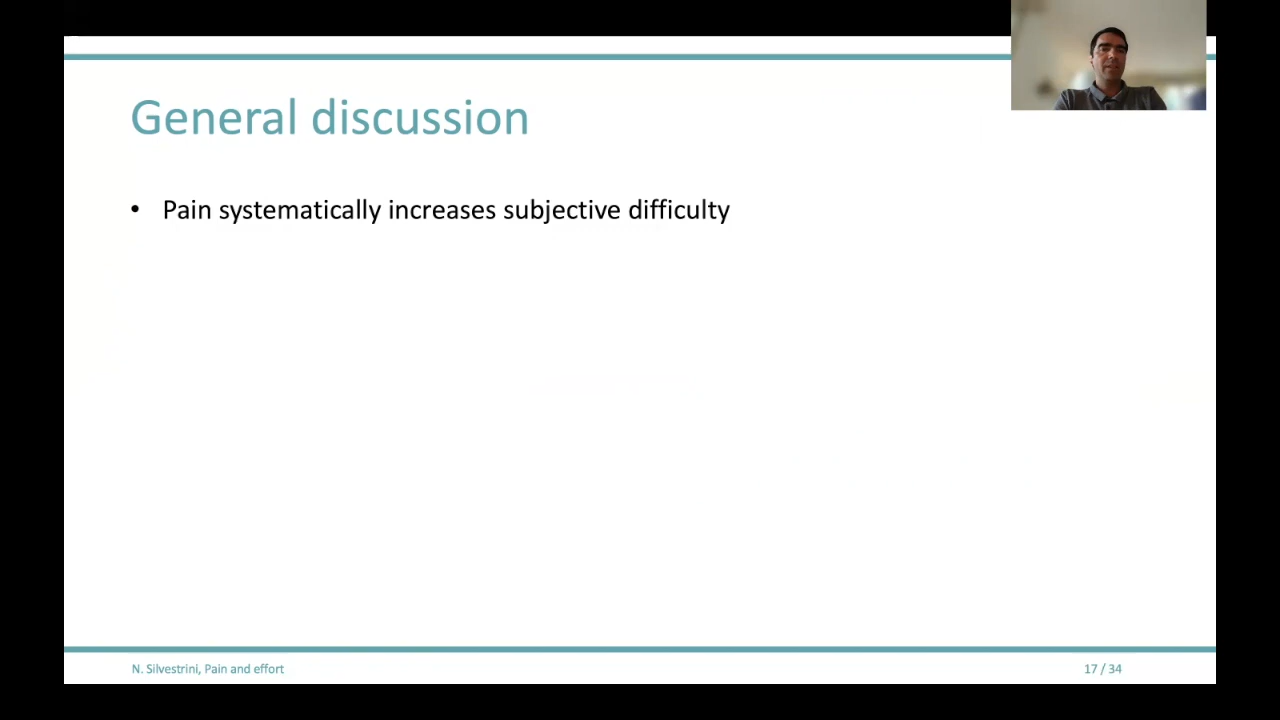 General discussion
• Pain systematically increases subjective difficulty
N. Silvestrini, Pain and effort
17 / 34